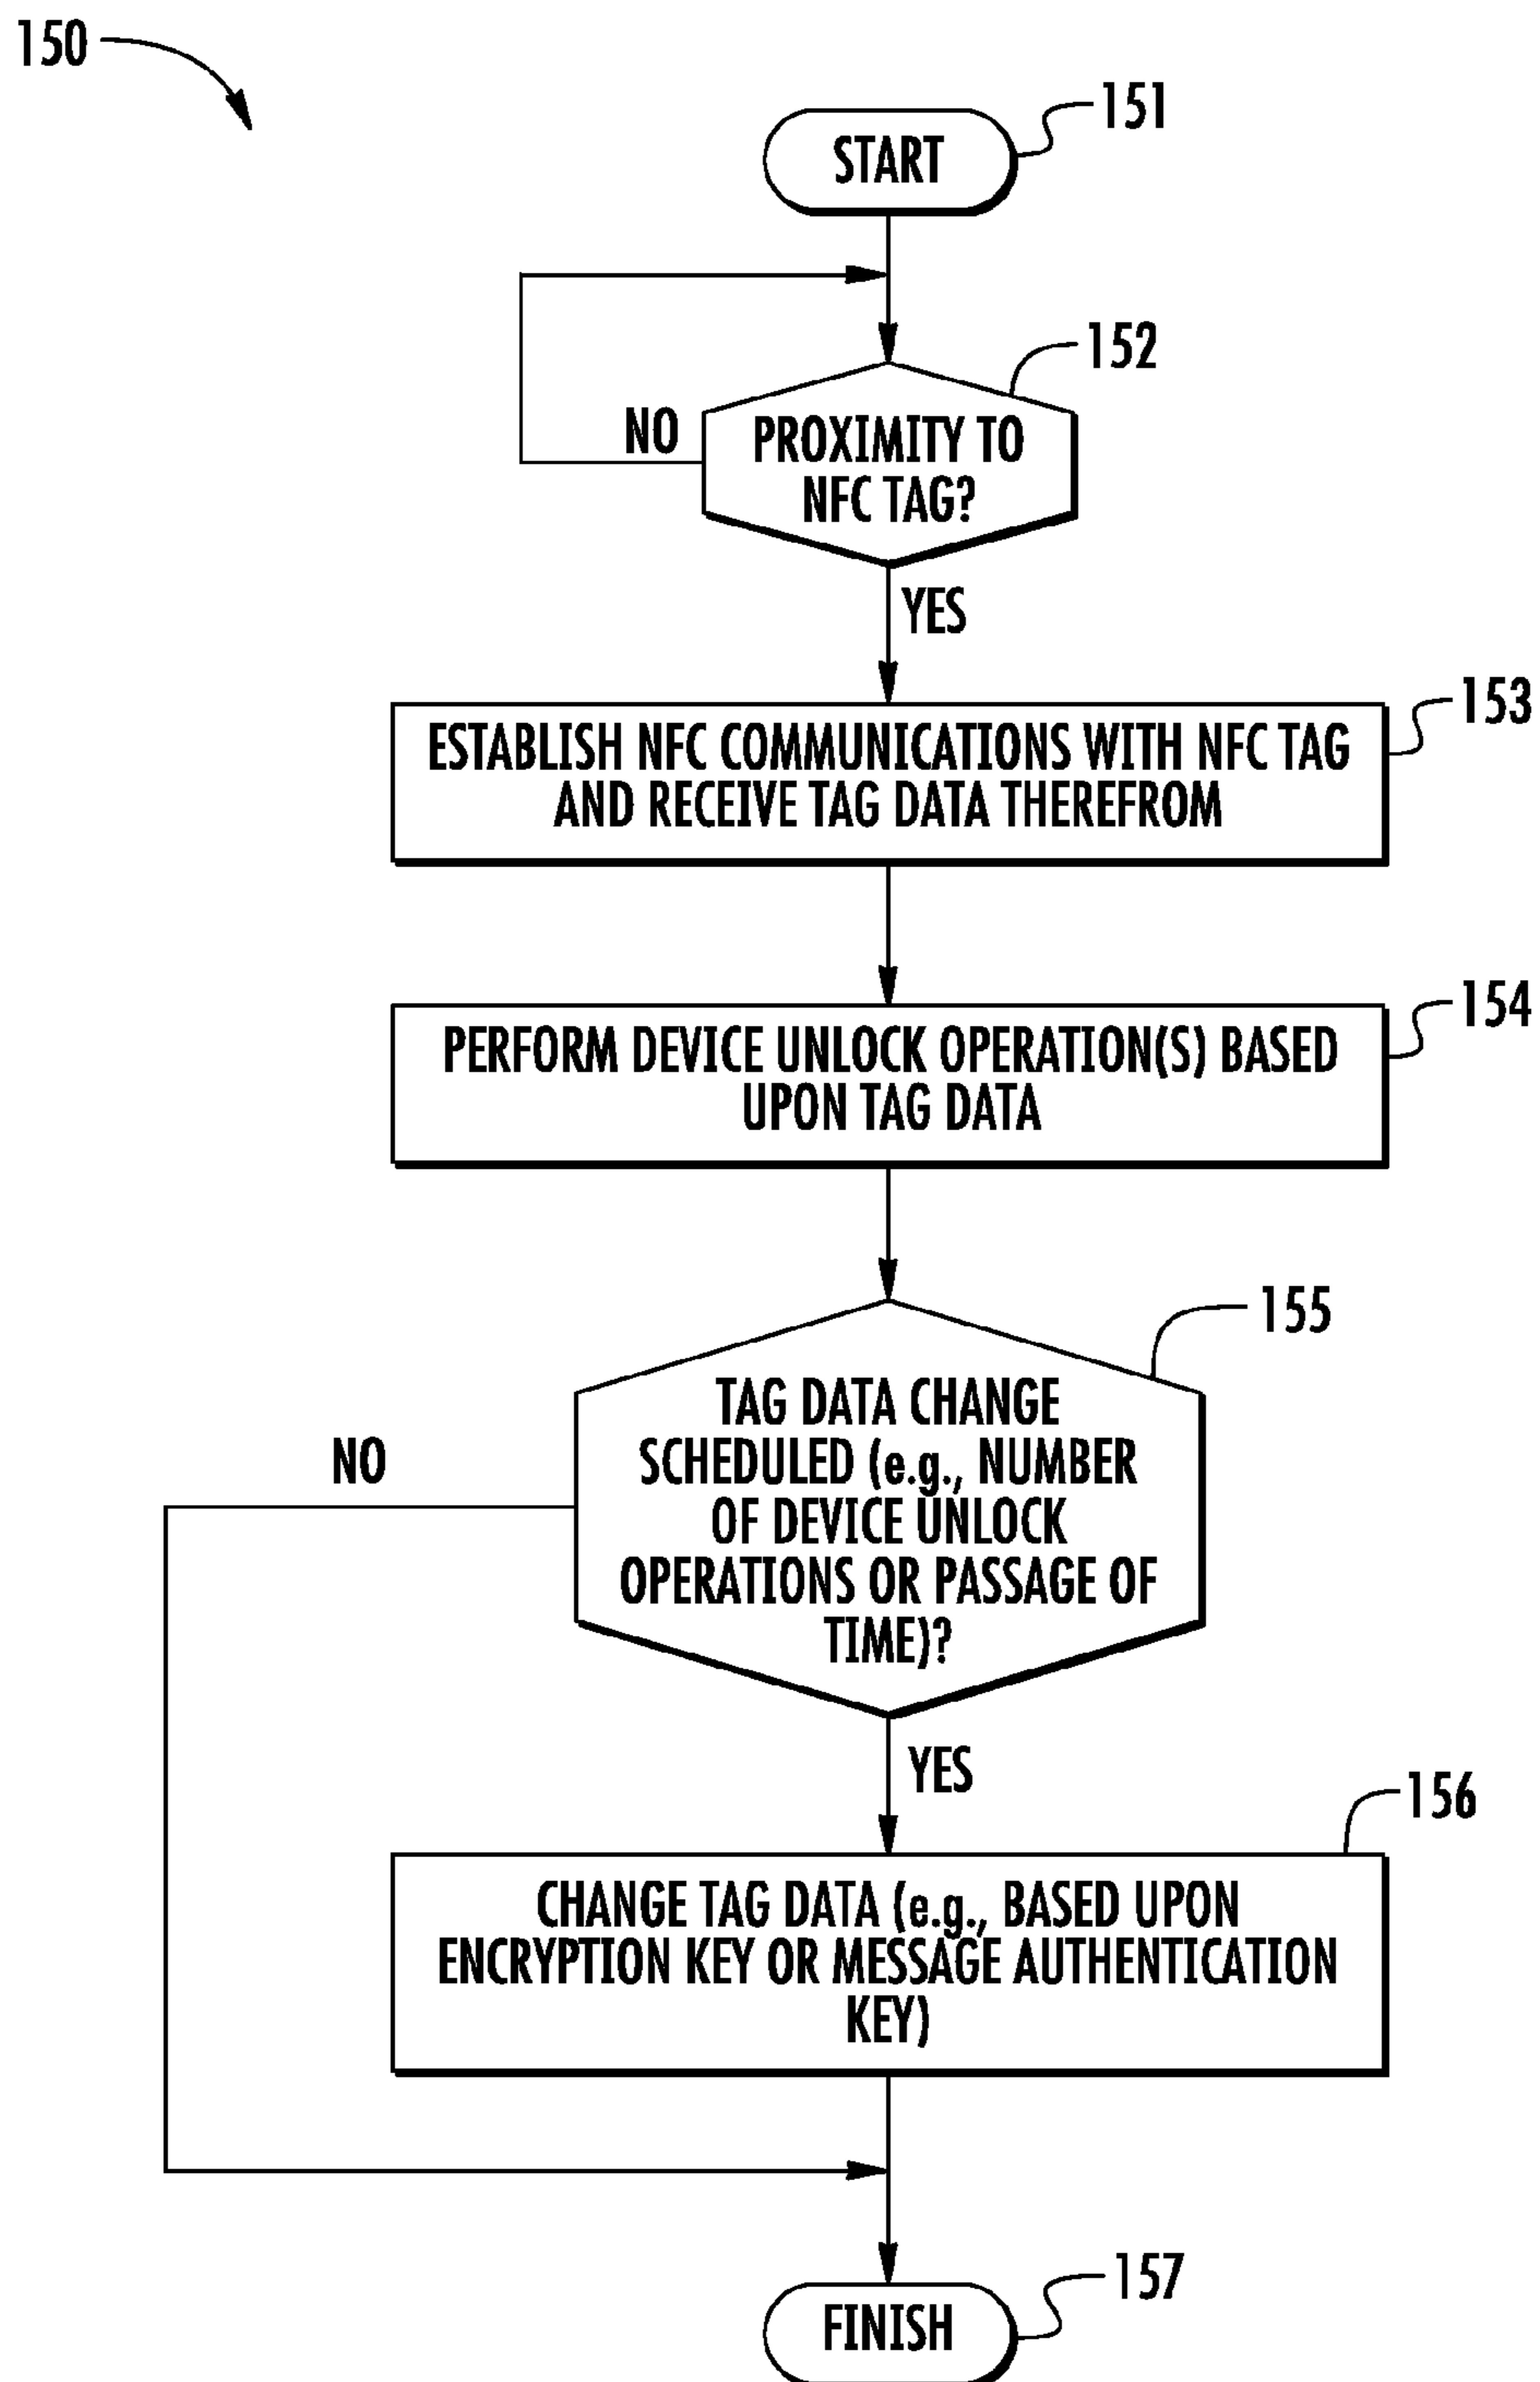 150
151
START
152
NO
PROXIMITY TO
NFC TAG?
YES
153
ESTABLISH NFC COMMUNICATIONS WITH NFC TAG
AND RECEIVE TAG DATA THEREFROM
154
PERFORM DEVICE UNLOCK OPERATION(S) BASED
UPON TAG DATA
155
TAG DATA CHANGE
SCHEDULED (e.g., NUMBER
OF DEVICE UNLOCK
OPERATIONS OR PASSAGE OF
TIME)?
NO
YES
156
CHANGE TAG DATA (e.g., BASED UPON
ENCRYPTION KEY OR MESSAGE AUTHENTICATION
KEY)
157
FINISH